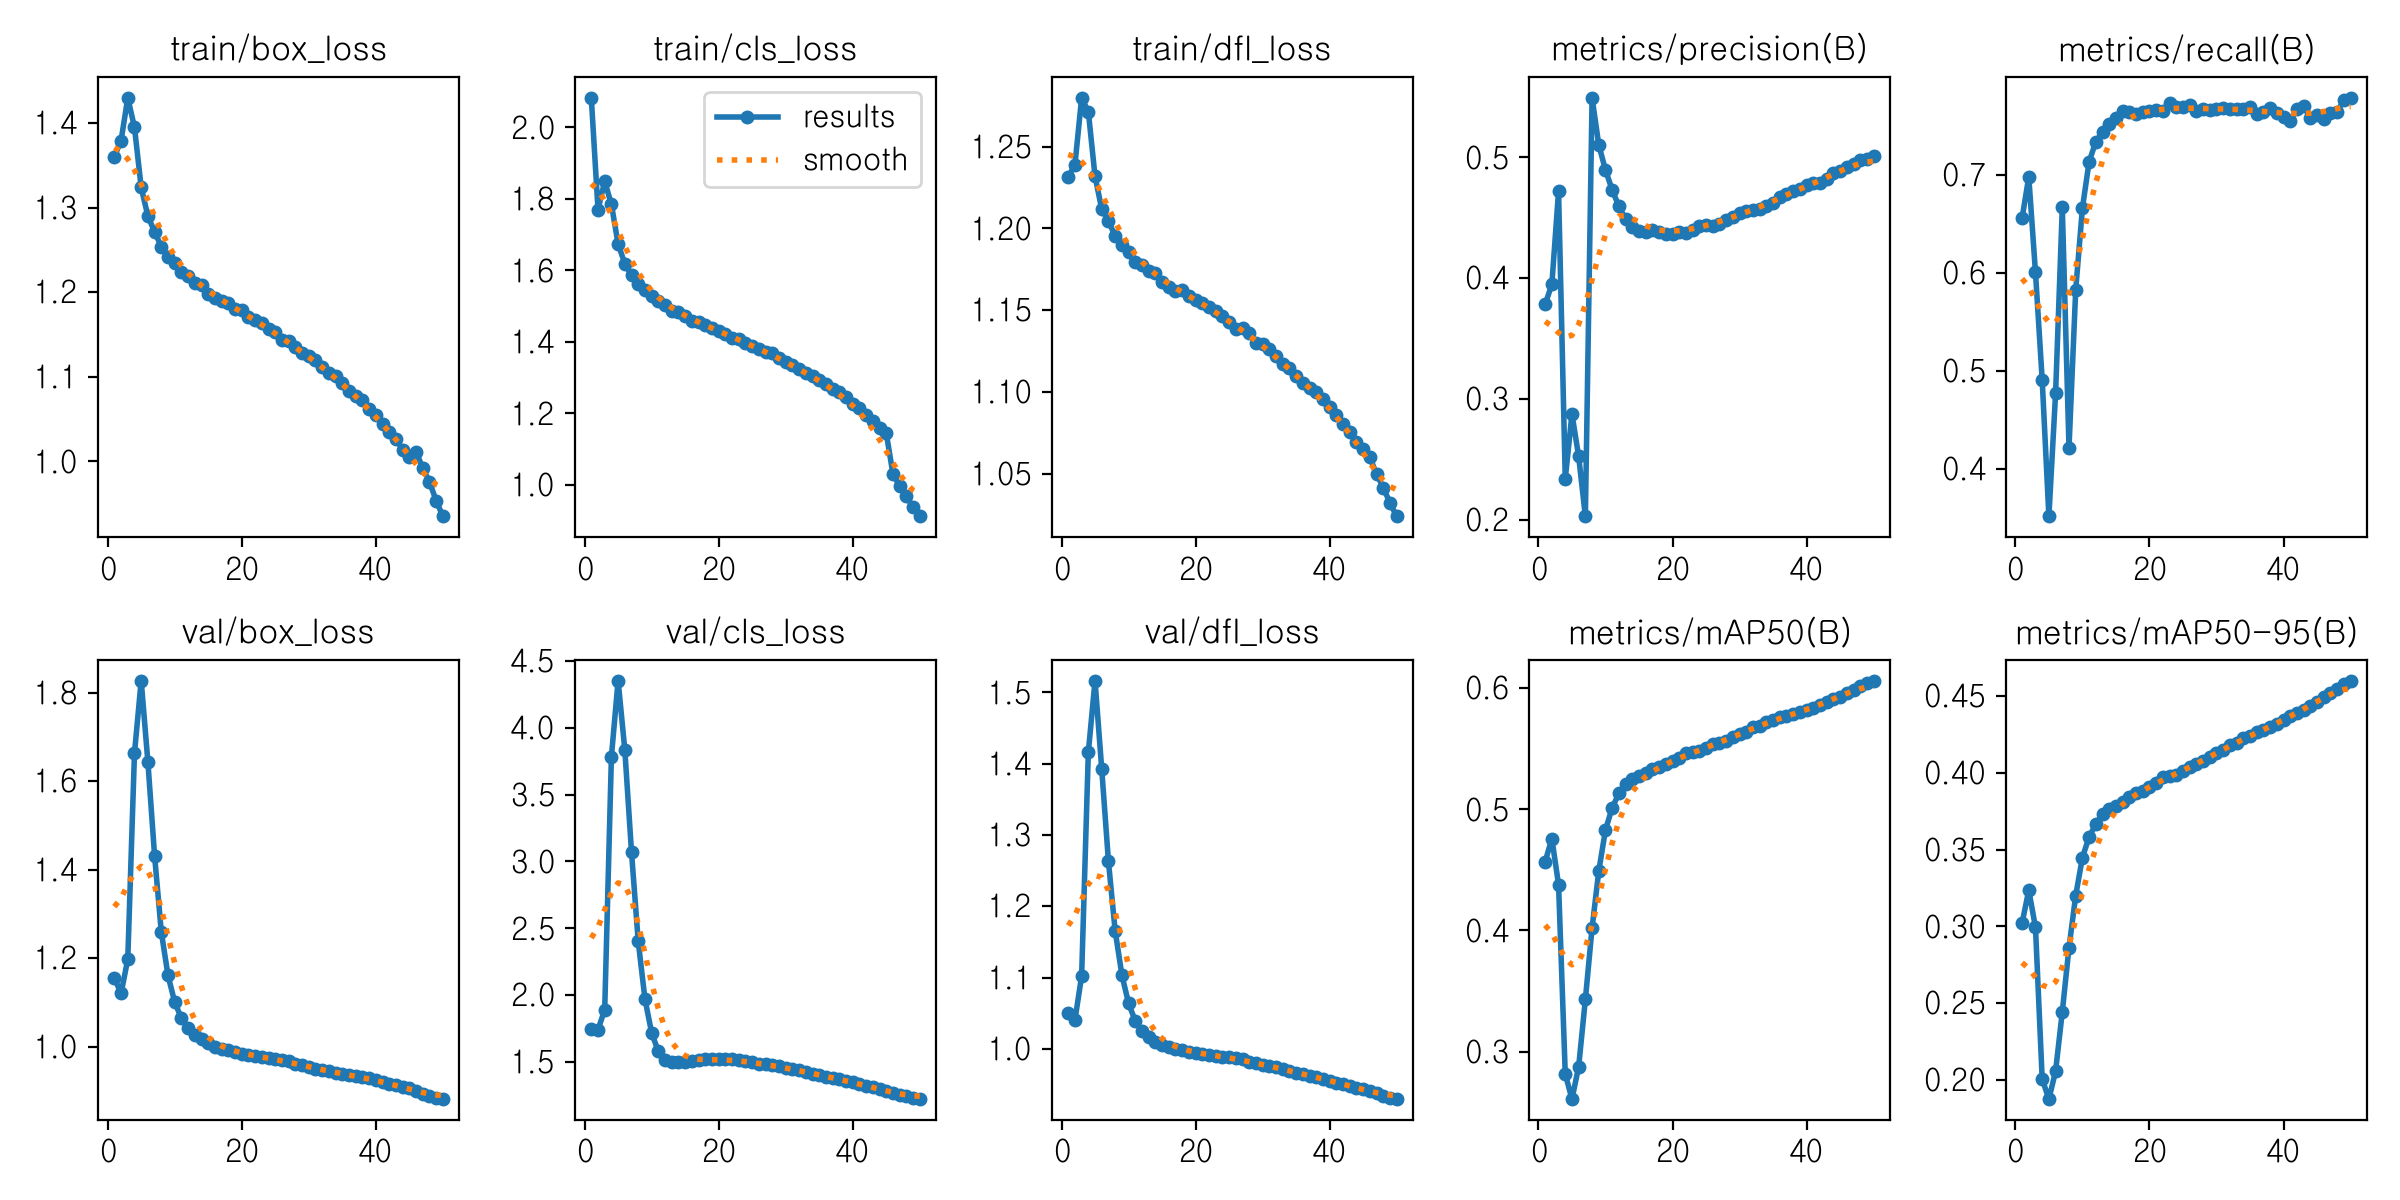 train/box_loss
train/cls_loss
train/dfl_loss
metrics/precision(B)
metrics/recall(B)
results
smooth
1.4
1.3
1.2
1.1
1.0
0 20 40
2.0
1.8
1.6
1.4
1.2
1.0
0 20 40
1.25
1.20
1.15
1.10
1.05
0 20 40
0.5
0.4
0.3
0.2
0 20 40
0.7
0.6
0.5
0.4
0 20 40
val/box_loss
val/cls_loss
val/dfl_loss
metrics/mAP50(B)
metrics/mAP50-95(B)
1.8
1.6
1.4
1.2
1.0
0 20 40
4.5
4.0
3.5
3.0
2.5
2.0
1.5
0 20 40
1.5
1.4
1.3
1.2
1.1
1.0
0 20 40
0.6
0.5
0.4
0.3
0 20 40
0.45
0.40
0.35
0.30
0.25
0.20
0 20 40